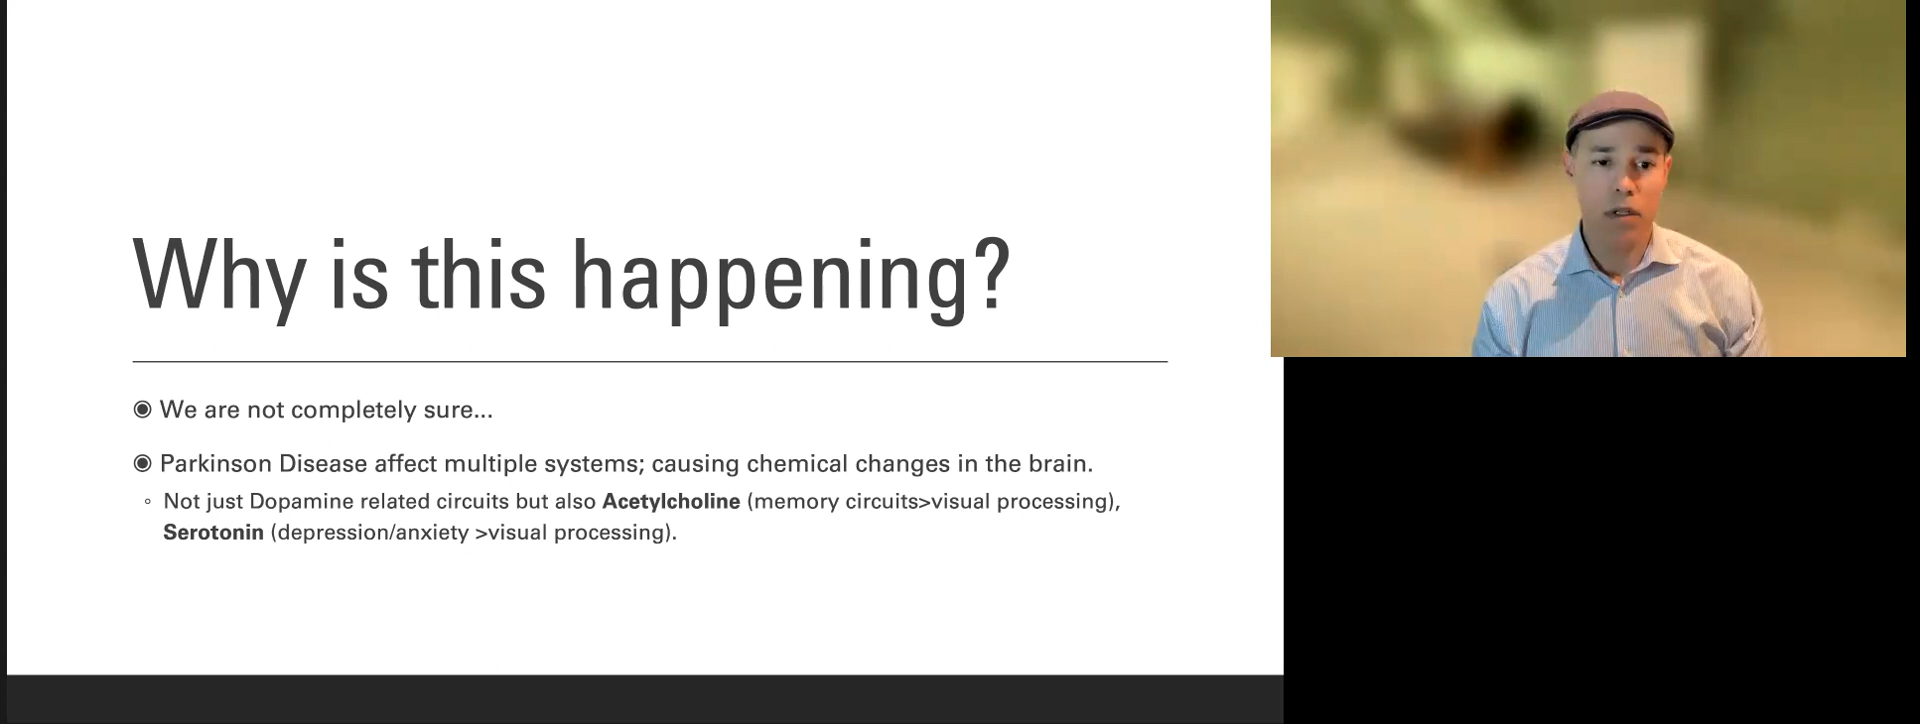 Why is this happening?
◉ We are not completely sure...
◉ Parkinson Disease affect multiple systems; causing chemical changes in the brain.
◦ Not just Dopamine related circuits but also Acetylcholine (memory circuits>visual processing),
Serotonin (depression/anxiety >visual processing).